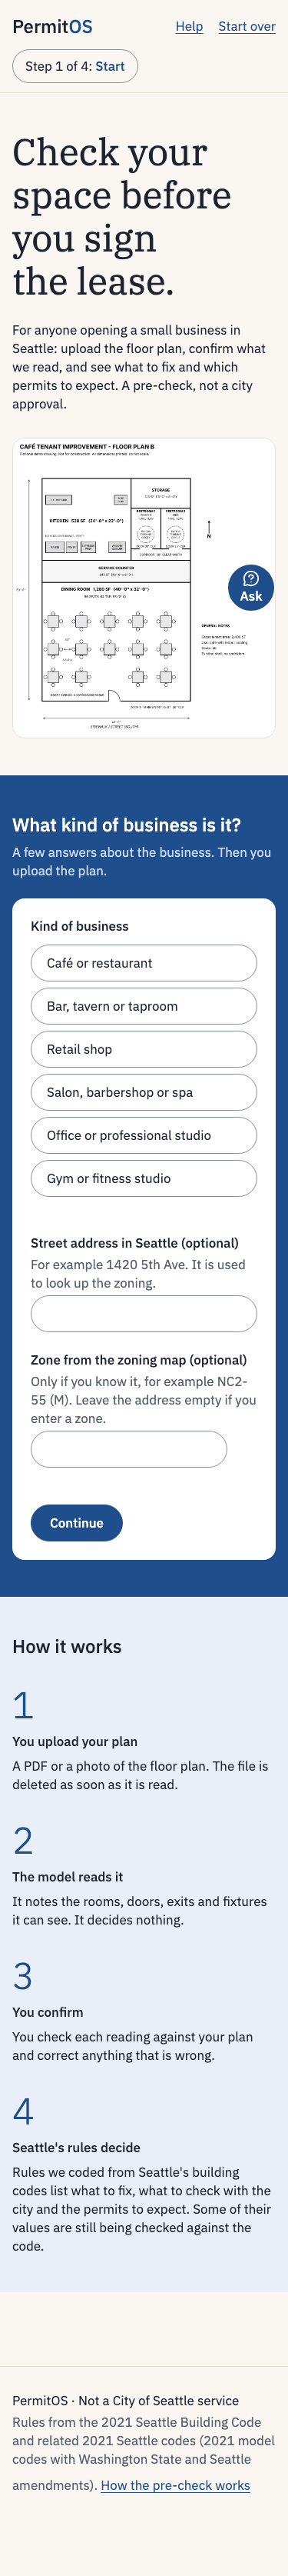 PermitOS
Help
Start over
Step 1 of 4: Start
Check your
space before
you sign
the lease.
For anyone opening a small business in
Seattle: upload the floor plan, confirm what
we read, and see what to fix and which
permits to expect. A pre-check, not a city
approval.
CAFÉ TENANT IMPROVEMENT - FLOOR PLAN B
STORAGE
KITCHEN 528 SF (24'-0" x 22'-0")
SERVICE COUNTER
DINING ROOM 1,280 SF (40'-0" x 32'-0")
N
GENERAL NOTES
Ask
What kind of business is it?
A few answers about the business. Then you
upload the plan.
Kind of business
Café or restaurant
Bar, tavern or taproom
Retail shop
Salon, barbershop or spa
Office or professional studio
Gym or fitness studio
Street address in Seattle (optional)
For example 1420 5th Ave. It is used
to look up the zoning.
Zone from the zoning map (optional)
Only if you know it, for example NC2-
55 (M). Leave the address empty if you
enter a zone.
Continue
How it works
1
You upload your plan
A PDF or a photo of the floor plan. The file is
deleted as soon as it is read.
2
The model reads it
It notes the rooms, doors, exits and fixtures
it can see. It decides nothing.
3
You confirm
You check each reading against your plan
and correct anything that is wrong.
4
Seattle's rules decide
Rules we coded from Seattle's building
codes list what to fix, what to check with the
city and the permits to expect. Some of their
values are still being checked against the
code.
PermitOS · Not a City of Seattle service
Rules from the 2021 Seattle Building Code
and related 2021 Seattle codes (2021 model
codes with Washington State and Seattle
amendments). How the pre-check works